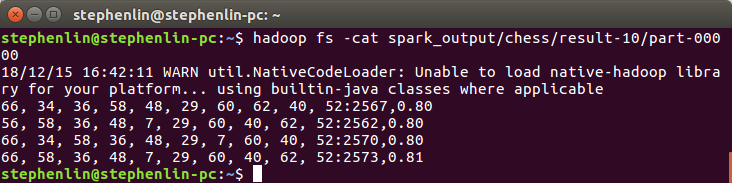 stephenlin@stephenlin-pc: ~
stephenlin@stephenlin-pc:~$ hadoop fs -cat spark_output/chess/result-10/part-000
00
18/12/15 16:42:11 WARN util.NativeCodeLoader: Unable to load native-hadoop libra
ry for your platform... using builtin-java classes where applicable
66, 34, 36, 58, 48, 29, 60, 62, 40, 52:2567,0.80
56, 58, 36, 48, 7, 29, 60, 40, 62, 52:2562,0.80
66, 34, 58, 36, 48, 29, 7, 60, 40, 52:2570,0.80
66, 58, 36, 48, 7, 29, 60, 40, 62, 52:2573,0.81
stephenlin@stephenlin-pc:~$